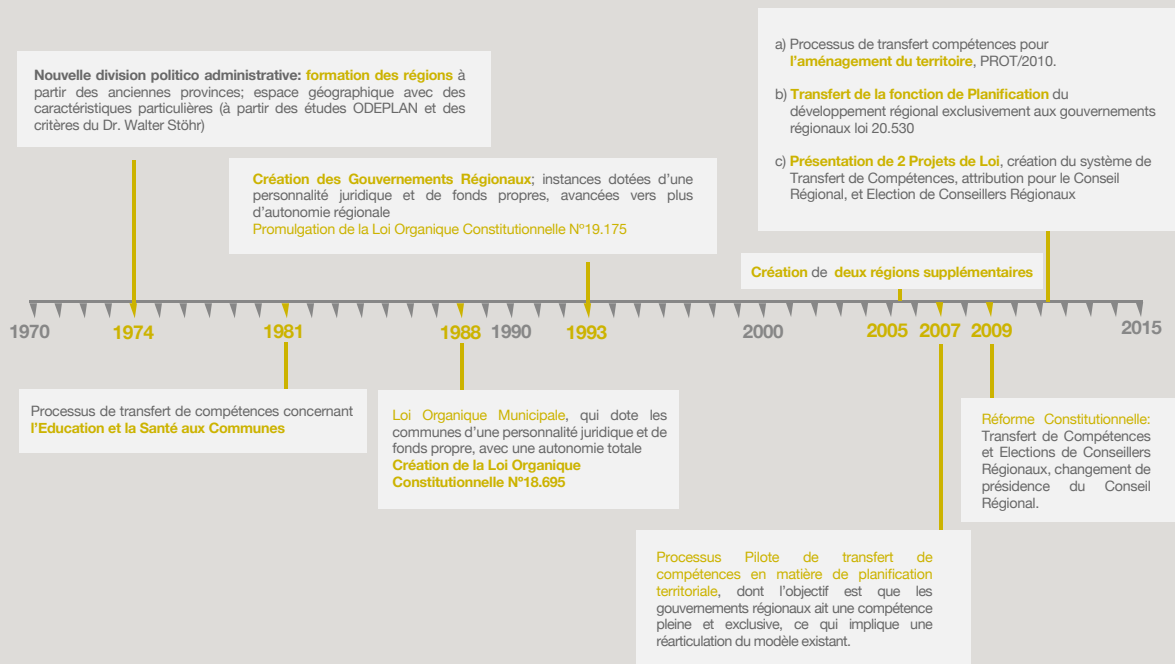 Nouvelle division politico administrative: formation des régions à
partir des anciennes provinces; espace géographique avec des
caractéristiques particulières (à partir des études ODEPLAN et des
critères du Dr. Walter Stöhr)
a) Processus de transfert compétences pour
l’aménagement du territoire, PROT/2010.
b) Transfert de la fonction de Planification du
développement régional exclusivement aux gouvernements
régionaux loi 20.530
c) Présentation de 2 Projets de Loi, création du système de
Transfert de Compétences, attribution pour le Conseil
Régional, et Election de Conseillers Régionaux
Création des Gouvernements Régionaux; instances dotées d’une
personnalité juridique et de fonds propres, avancées vers plus
d’autonomie régionale
Promulgation de la Loi Organique Constitutionnelle Nº19.175
Création de deux régions supplémentaires
1970 1974 1981 1988 1990 1993 2000 2005 2007 2009 2015
Processus de transfert de compétences concernant
l’Education et la Santé aux Communes
Loi Organique Municipale, qui dote les
communes d’une personnalité juridique et de
fonds propre, avec une autonomie totale
Création de la Loi Organique
Constitutionnelle Nº18.695
Réforme Constitutionnelle:
Transfert de Compétences
et Elections de Conseillers
Régionaux, changement de
présidence du Conseil
Régional.
Processus Pilote de transfert de
compétences en matière de planification
territoriale, dont l’objectif est que les
gouvernements régionaux ait une compétence
pleine et exclusive, ce qui implique une
réarticulation du modèle existant.